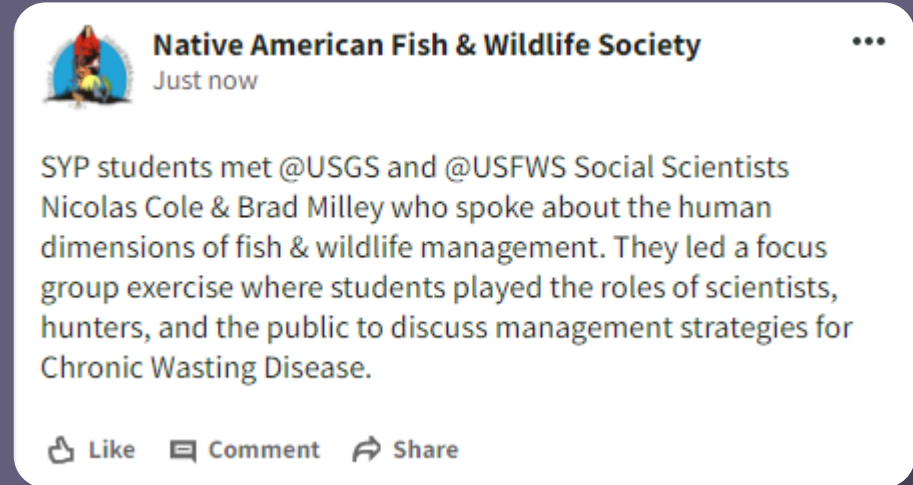 Native American Fish & Wildlife Society
Just now
SYP students met @USGS and @USFWS Social Scientists
Nicolas Cole & Brad Milley who spoke about the human
dimensions of fish & wildlife management. They led a focus
group exercise where students played the roles of scientists,
hunters, and the public to discuss management strategies for
Chronic Wasting Disease.
Like Comment Share